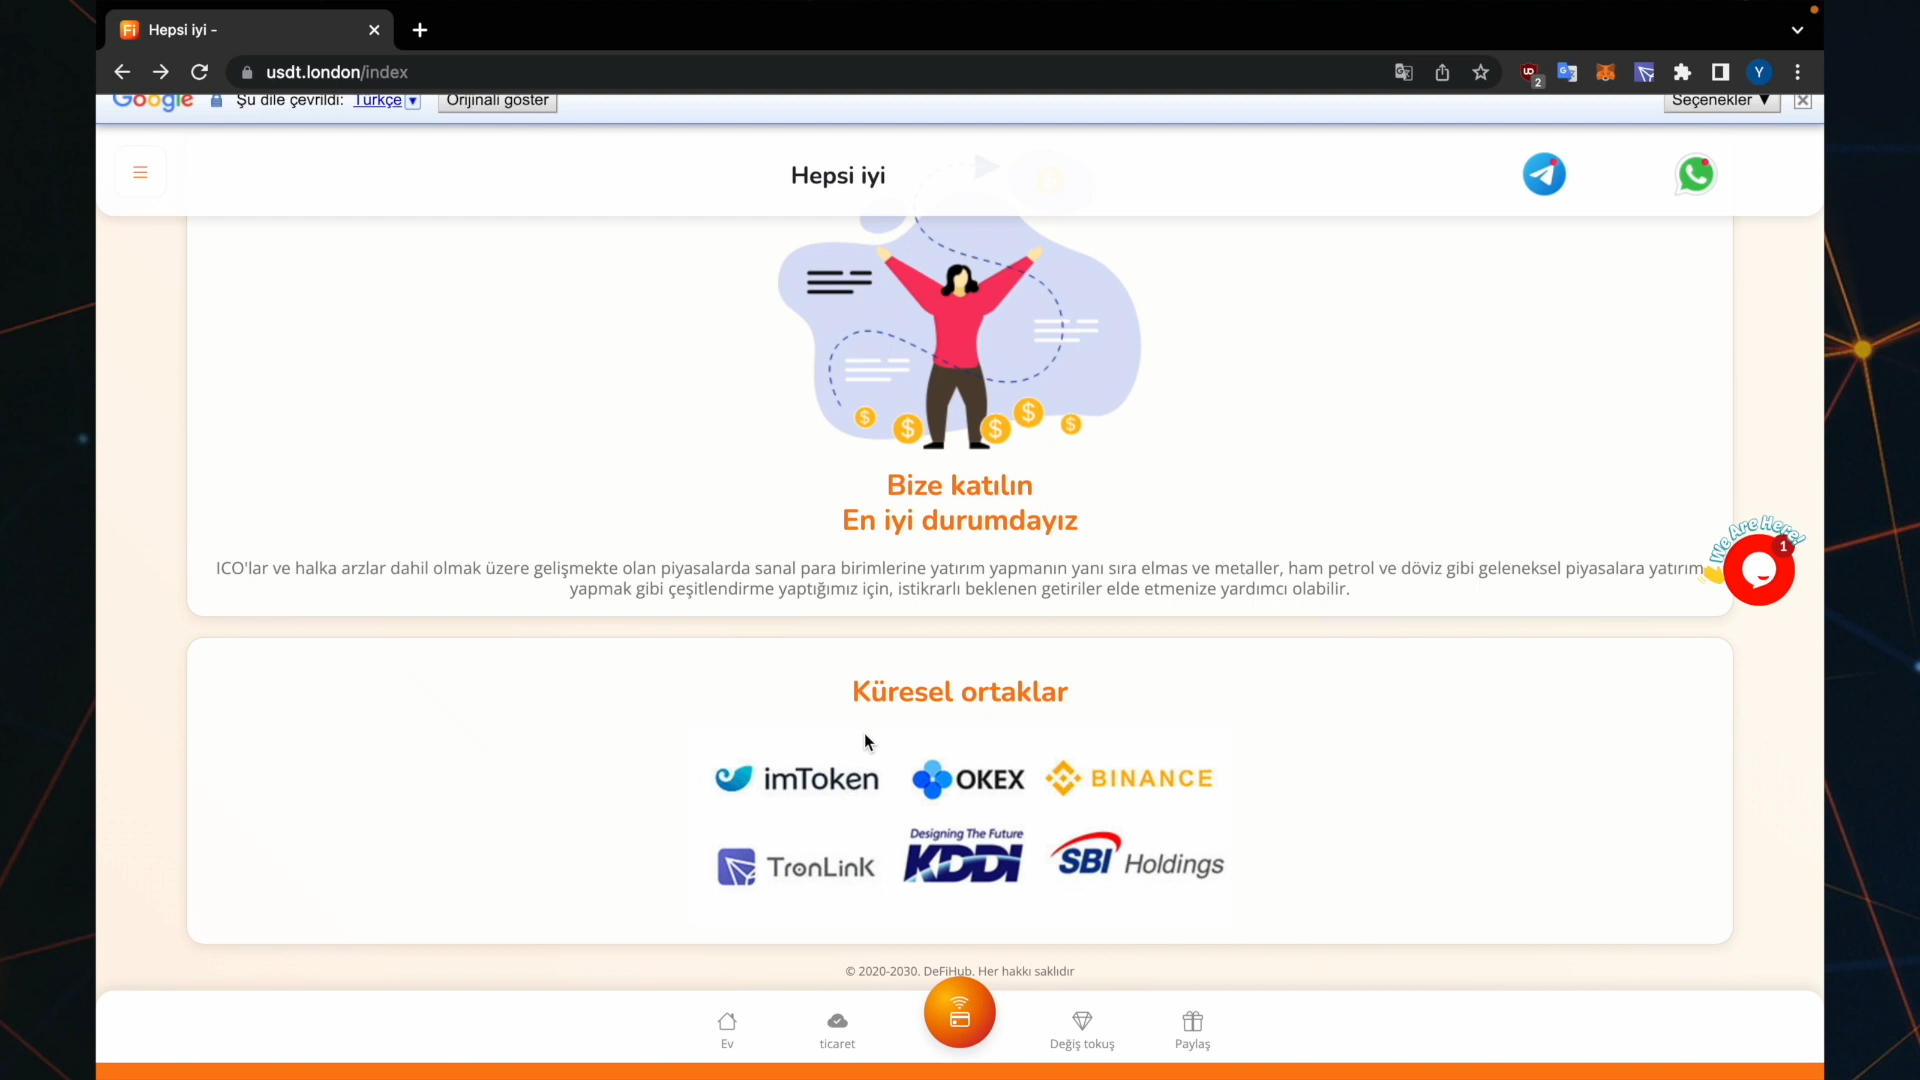 Fi Hepsi iyi -
usdt.london/index
UD 2
Y
Google Şu dile çevrildi: Türkçe Orijinali göster Seçenekler
Hepsi iyi
Bize katılın
En iyi durumdayız
ICO'lar ve halka arzlar dahil olmak üzere gelişmekte olan piyasalarda sanal para birimlerine yatırım yapmanın yanı sıra elmas ve metaller, ham petrol ve döviz gibi geleneksel piyasalara yatırım
yapmak gibi çeşitlendirme yaptığımız için, istikrarlı beklenen getiriler elde etmenize yardımcı olabilir.
We Are Here!
1
Küresel ortaklar
imToken OKEX BINANCE
Designing The Future
TronLink KDDI SBI Holdings
© 2020-2030. DeFiHub. Her hakkı saklıdır
Ev ticaret Değiş tokuş Paylaş